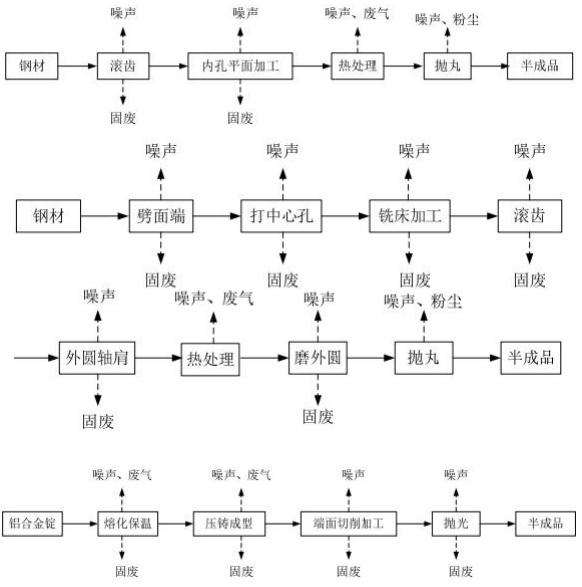 噪声 噪声 噪声、废气 噪声、粉尘
钢材 滚齿 内孔平面加工 热处理 抛丸 半成品
固废 固废
噪声 噪声 噪声 噪声
钢材 劈面端 打中心孔 铣床加工 滚齿
固废 固废 固废 固废
噪声 噪声、废气 噪声 噪声、粉尘
外圆轴肩 热处理 磨外圆 抛丸 半成品
固废 固废
噪声、废气 噪声、废气 噪声 噪声
铝合金锭 熔化保温 压铸成型 端面切削加工 抛光 半成品
固废 固废 固废 固废